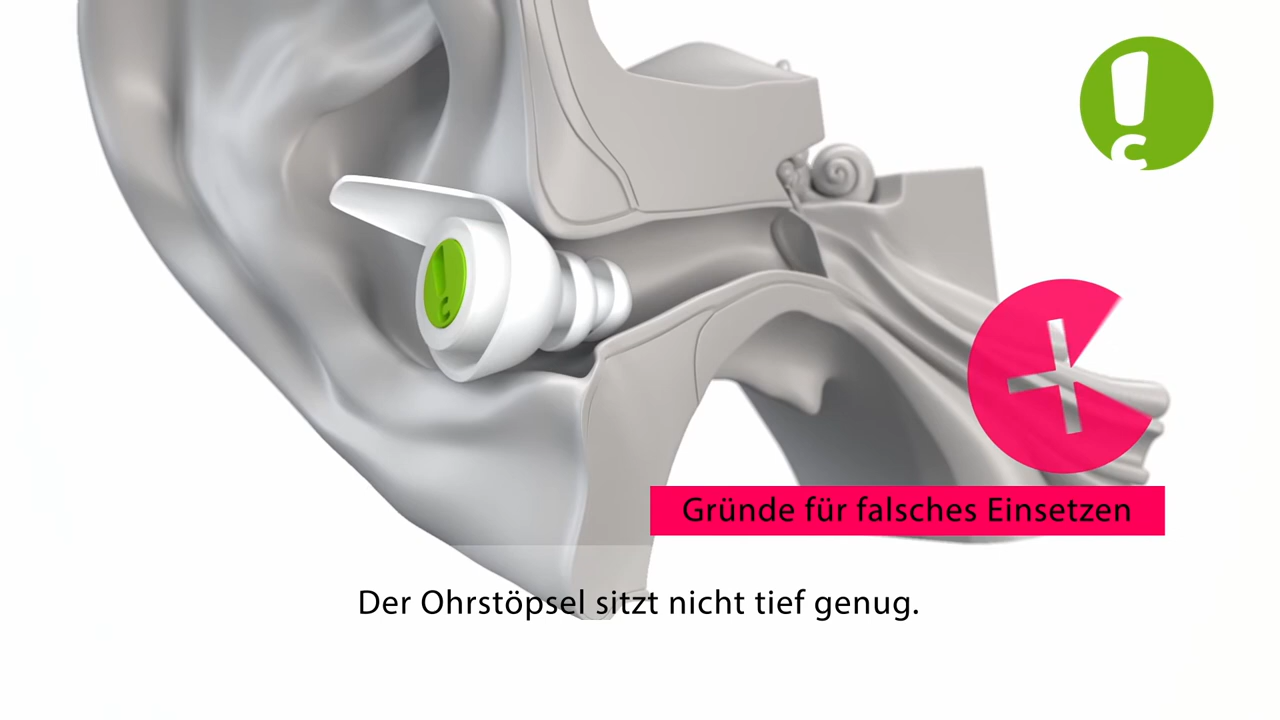 Gründe für falsches Einsetzen
Der Ohrstöpsel sitzt nicht tief genug.